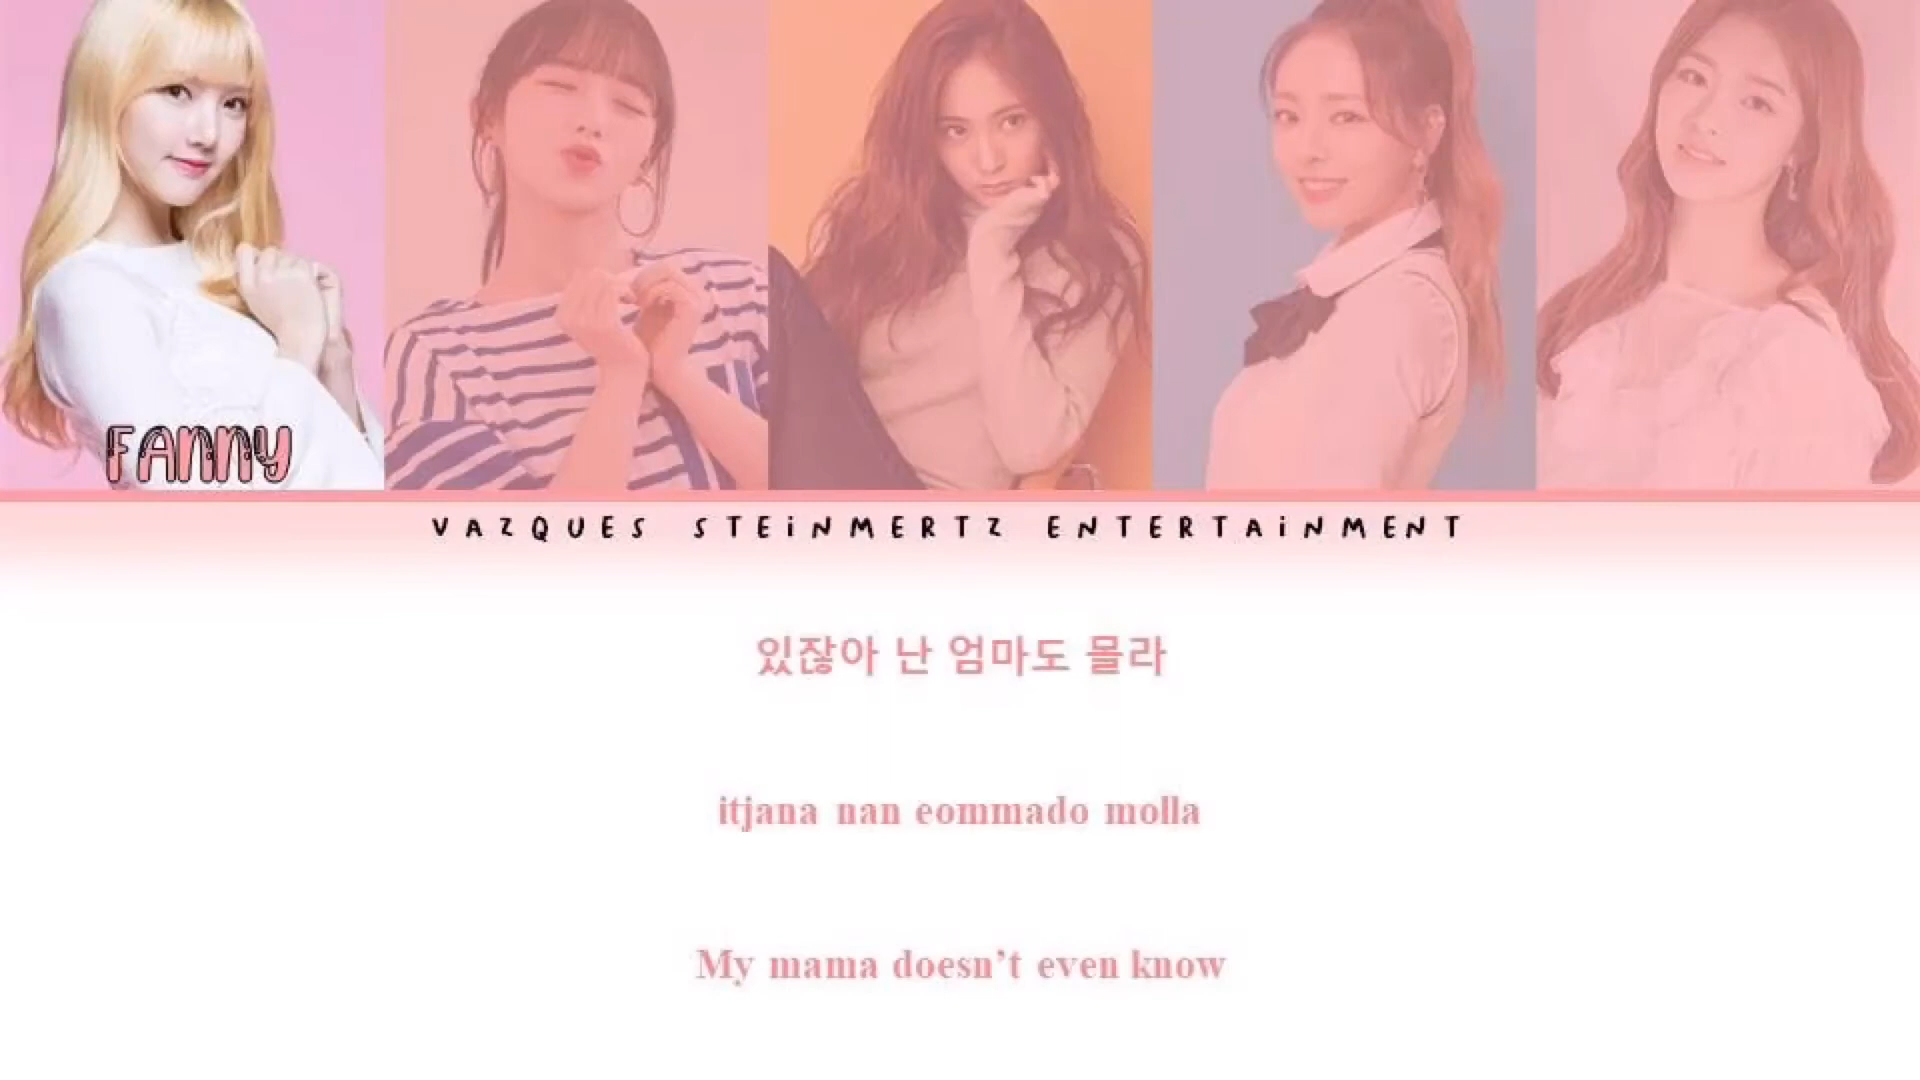 FANNY
VAZQUES STEiNMERTZ ENTERTAiNMENT
있잖아 난 엄마도 몰라
itjana nan eommado molla
My mama doesn’t even know